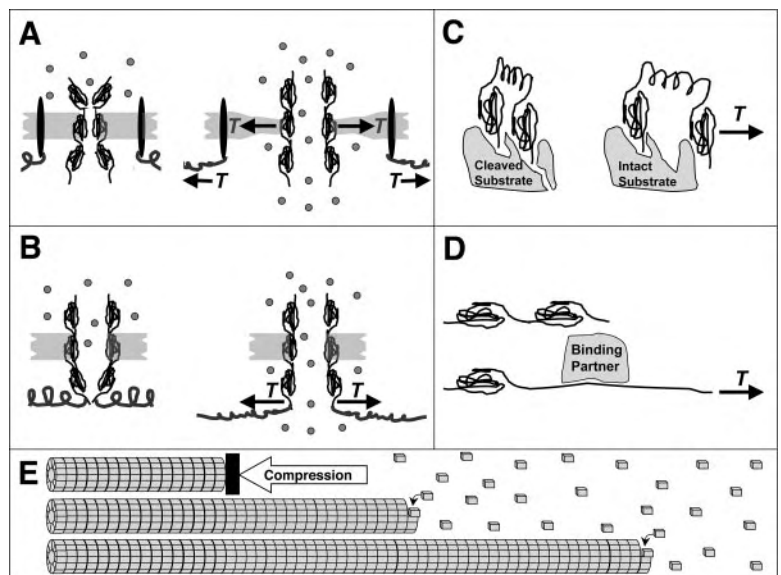 A
T
T
T
T
B
T
T
C
Cleaved
Substrate
Intact
Substrate
T
D
Binding
Partner
T
E
Compression